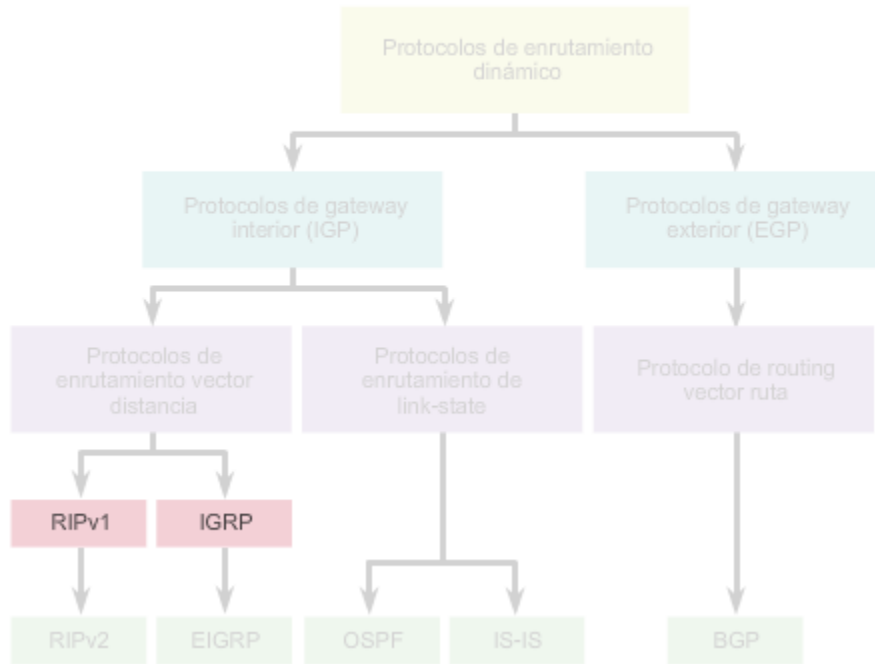 Protocolos de enrutamiento
dinámico
Protocolos de gateway
interior (IGP)
Protocolos de gateway
exterior (EGP)
Protocolos de
enrutamiento vector
distancia
Protocolos de
enrutamiento de
link-state
Protocolo de routing
vector ruta
RIPv1
IGRP
RIPv2
EIGRP
OSPF
IS-IS
BGP